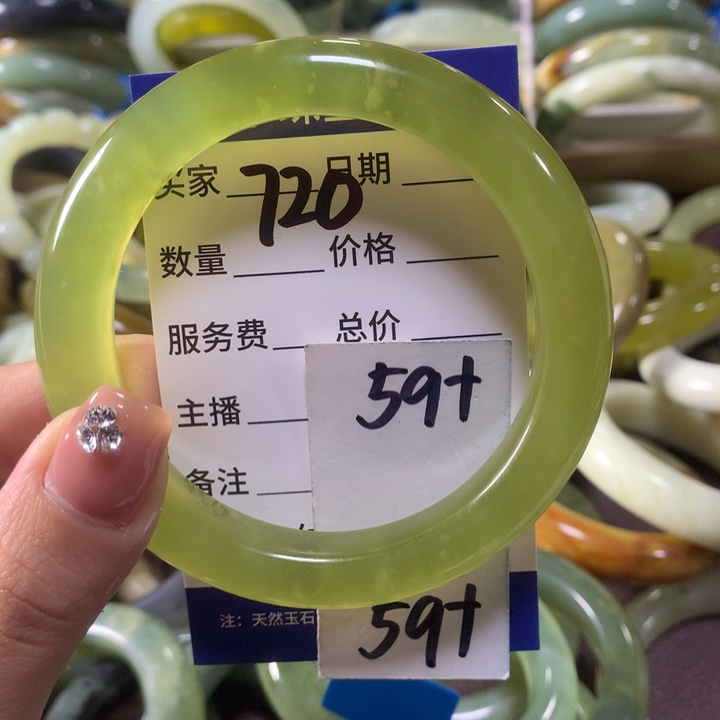 买家 720 日期
数量 价格
服务费 总价
59+
主播
备注
59+
注：天然玉石